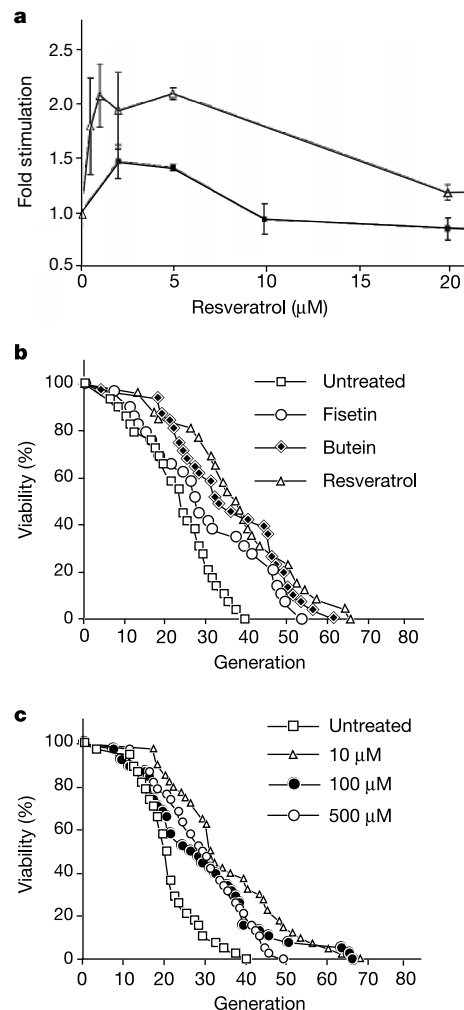 a
2.5
2.0
1.5
1.0
0.5
Fold stimulation
0 5 10 15 20
Resveratrol (μM)
b
100
80
60
40
20
0
Viability (%)
Untreated
Fisetin
Butein
Resveratrol
0 10 20 30 40 50 60 70 80
Generation
c
100
80
60
40
20
0
Viability (%)
Untreated
10 μM
100 μM
500 μM
0 10 20 30 40 50 60 70 80
Generation